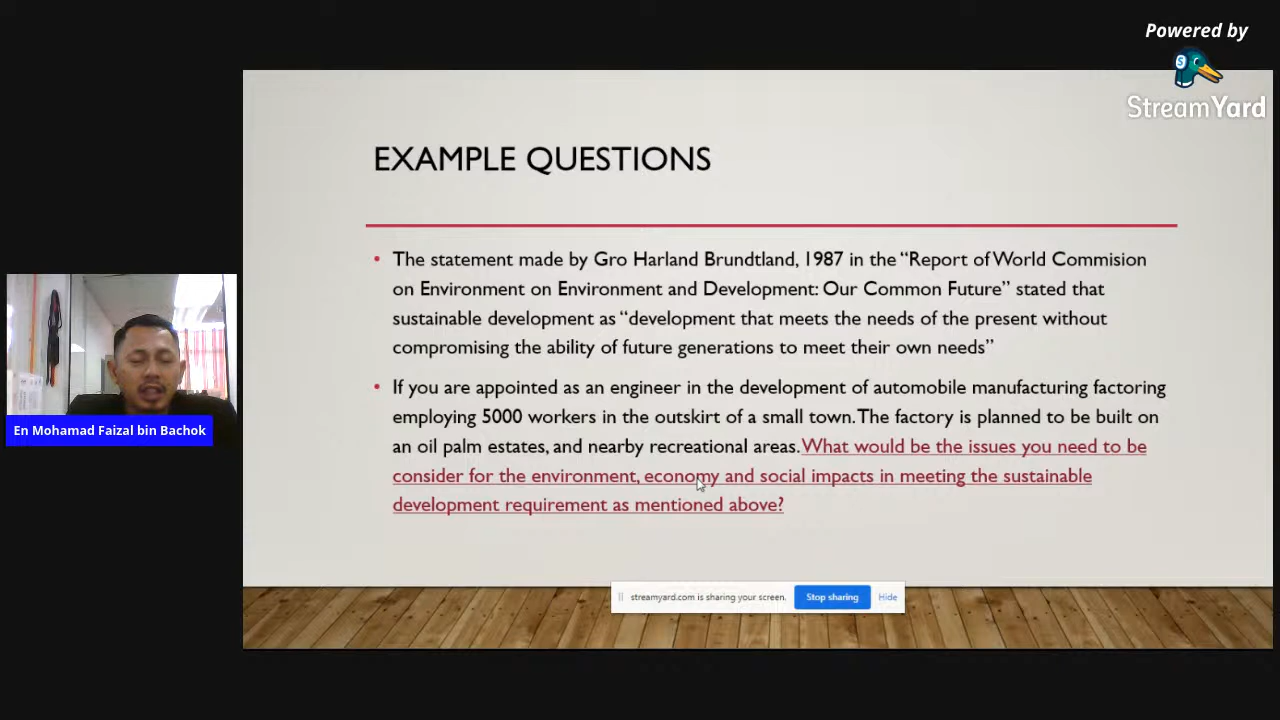 Powered by
StreamYard
EXAMPLE QUESTIONS
• The statement made by Gro Harland Brundtland, 1987 in the “Report of World Commision
on Environment on Environment and Development: Our Common Future” stated that
sustainable development as “development that meets the needs of the present without
compromising the ability of future generations to meet their own needs”
• If you are appointed as an engineer in the development of automobile manufacturing factoring
employing 5000 workers in the outskirt of a small town. The factory is planned to be built on
an oil palm estates, and nearby recreational areas. What would be the issues you need to be
consider for the environment, economy and social impacts in meeting the sustainable
development requirement as mentioned above?
En Mohamad Faizal bin Bachok
streamyard.com is sharing your screen. Stop sharing Hide